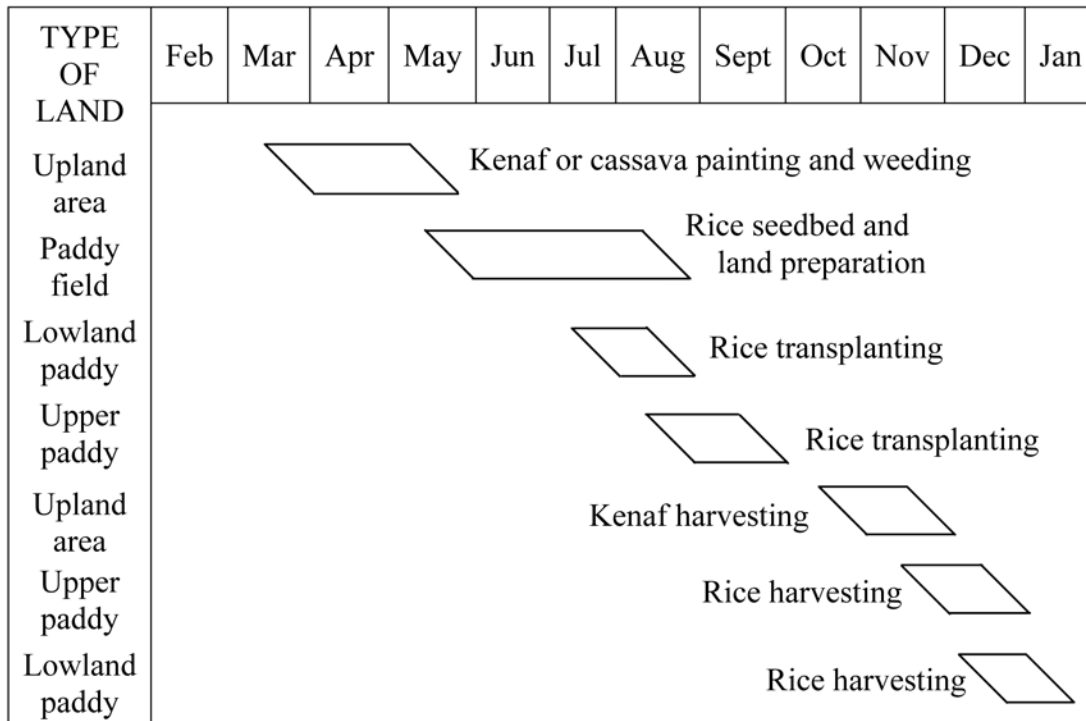 TYPE
OF
LAND
Feb Mar Apr May Jun Jul Aug Sept Oct Nov Dec Jan
Upland
area
Kenaf or cassava painting and weeding
Paddy
field
Rice seedbed and
land preparation
Lowland
paddy
Rice transplanting
Upper
paddy
Rice transplanting
Upland
area
Kenaf harvesting
Upper
paddy
Rice harvesting
Lowland
paddy
Rice harvesting